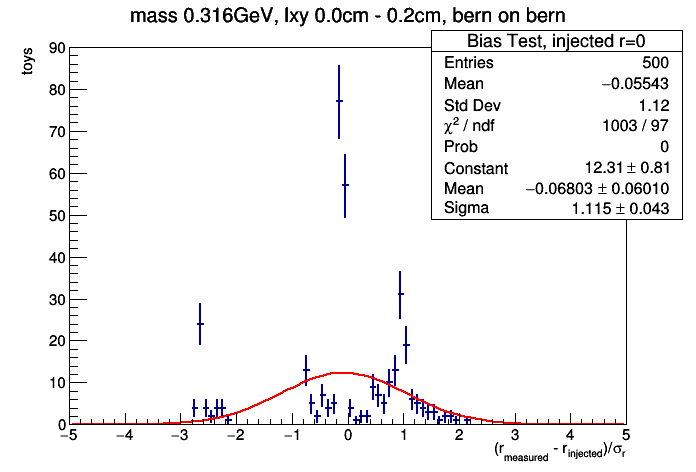 mass 0.316GeV, lxy 0.0cm - 0.2cm, bern on bern
Bias Test, injected r=0
Entries 500
Mean −0.05543
Std Dev 1.12
χ² / ndf 1003 / 97
Prob 0
Constant 12.31 ± 0.81
Mean −0.06803 ± 0.06010
Sigma 1.115 ± 0.043
toys
90
80
70
60
50
40
30
20
10
0
−5 −4 −3 −2 −1 0 1 2 3 4 5
(r_measured - r_injected)/σ_r